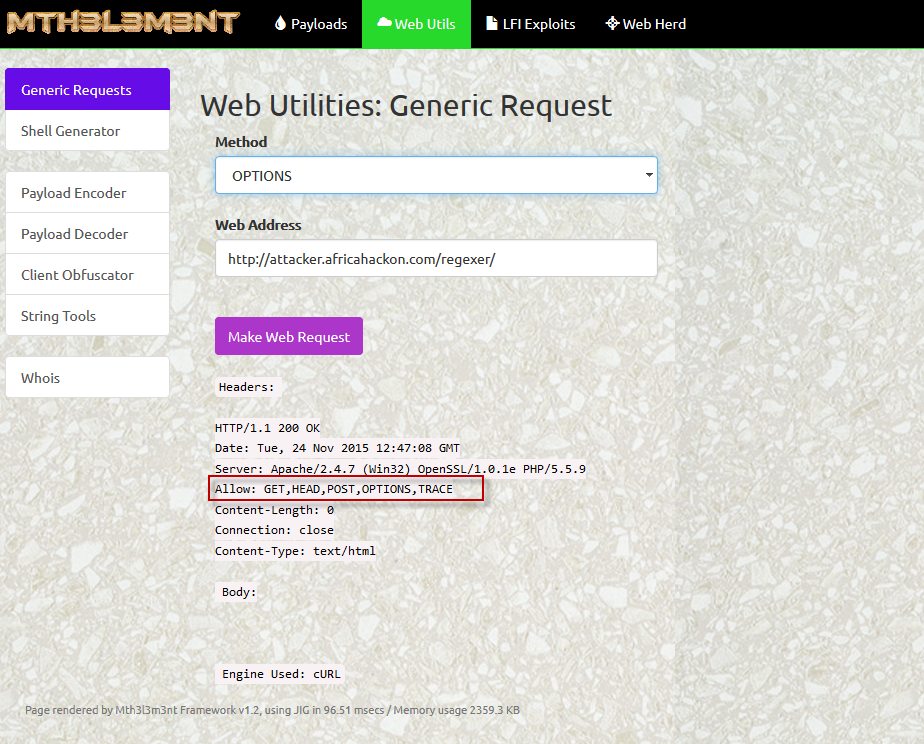 MTH3L3M3NT
Payloads
Web Utils
LFI Exploits
Web Herd
Generic Requests
Shell Generator
Payload Encoder
Payload Decoder
Client Obfuscator
String Tools
Whois
Web Utilities: Generic Request
Method
OPTIONS
Web Address
http://attacker.africahackon.com/regexer/
Make Web Request
Headers:
HTTP/1.1 200 OK
Date: Tue, 24 Nov 2015 12:47:08 GMT
Server: Apache/2.4.7 (Win32) OpenSSL/1.0.1e PHP/5.5.9
Allow: GET,HEAD,POST,OPTIONS,TRACE
Content-Length: 0
Connection: close
Content-Type: text/html
Body:
Engine Used: cURL
Page rendered by Mth3l3m3nt Framework v1.2, using JIG in 96.51 msecs / Memory usage 2359.3 KB